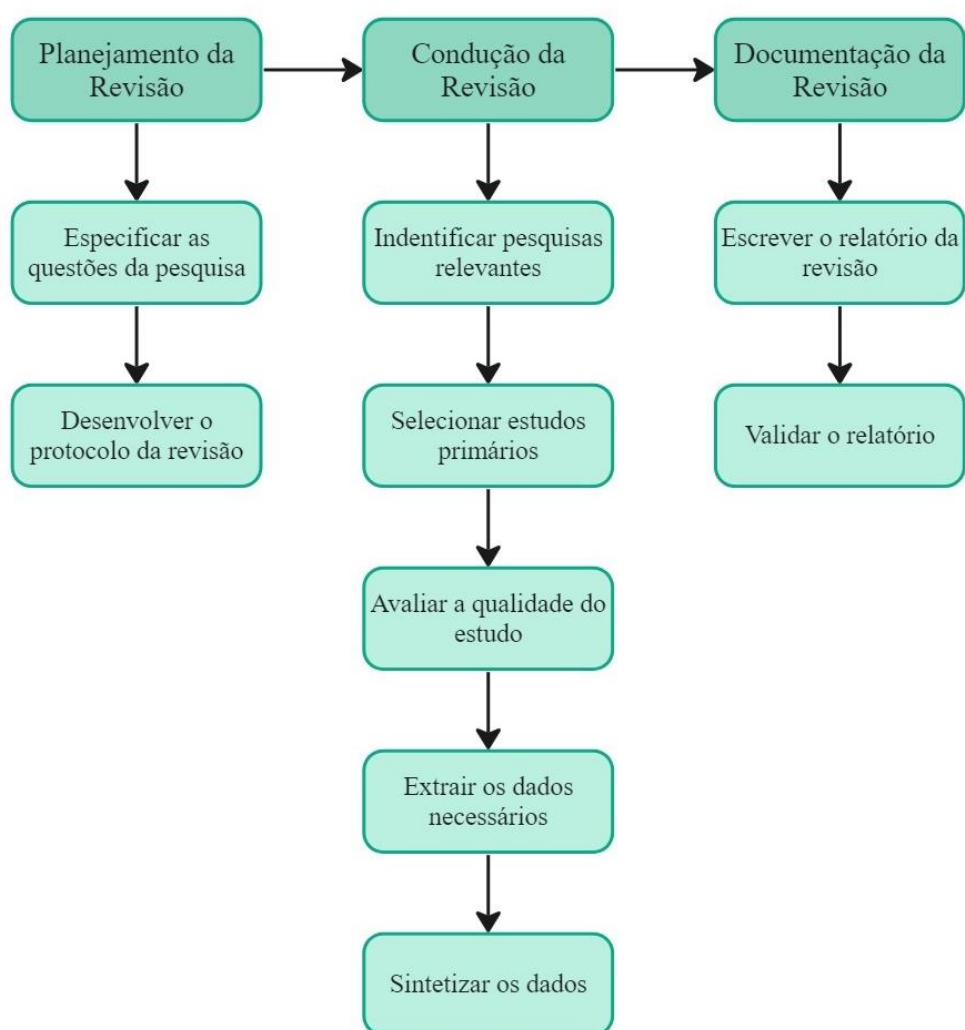 Planejamento da
Revisão
Condução da
Revisão
Documentação da
Revisão
Especificar as
questões da pesquisa
Indentificar pesquisas
relevantes
Escrever o relatório da
revisão
Desenvolver o
protocolo da revisão
Selecionar estudos
primários
Validar o relatório
Avaliar a qualidade do
estudo
Extrair os dados
necessários
Sintetizar os dados